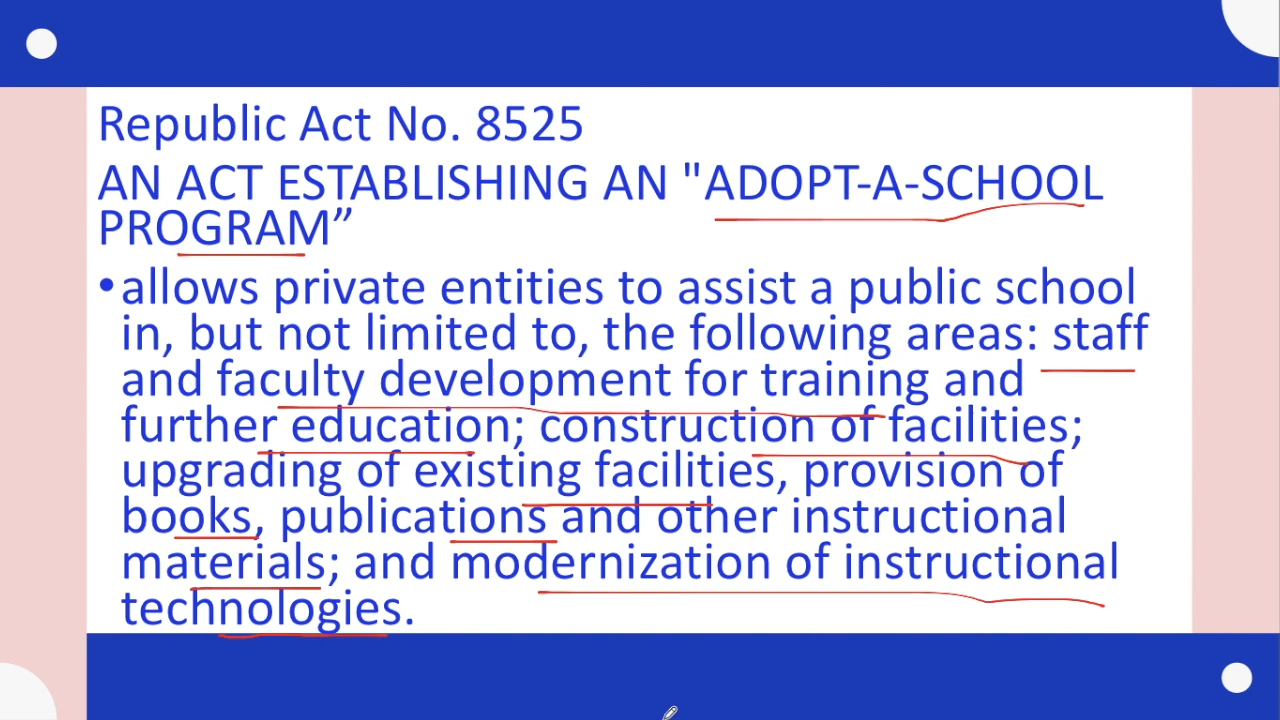 Republic Act No. 8525
AN ACT ESTABLISHING AN "ADOPT-A-SCHOOL
PROGRAM”
•allows private entities to assist a public school
in, but not limited to, the following areas: staff
and faculty development for training and
further education; construction of facilities;
upgrading of existing facilities, provision of
books, publications and other instructional
materials; and modernization of instructional
technologies.